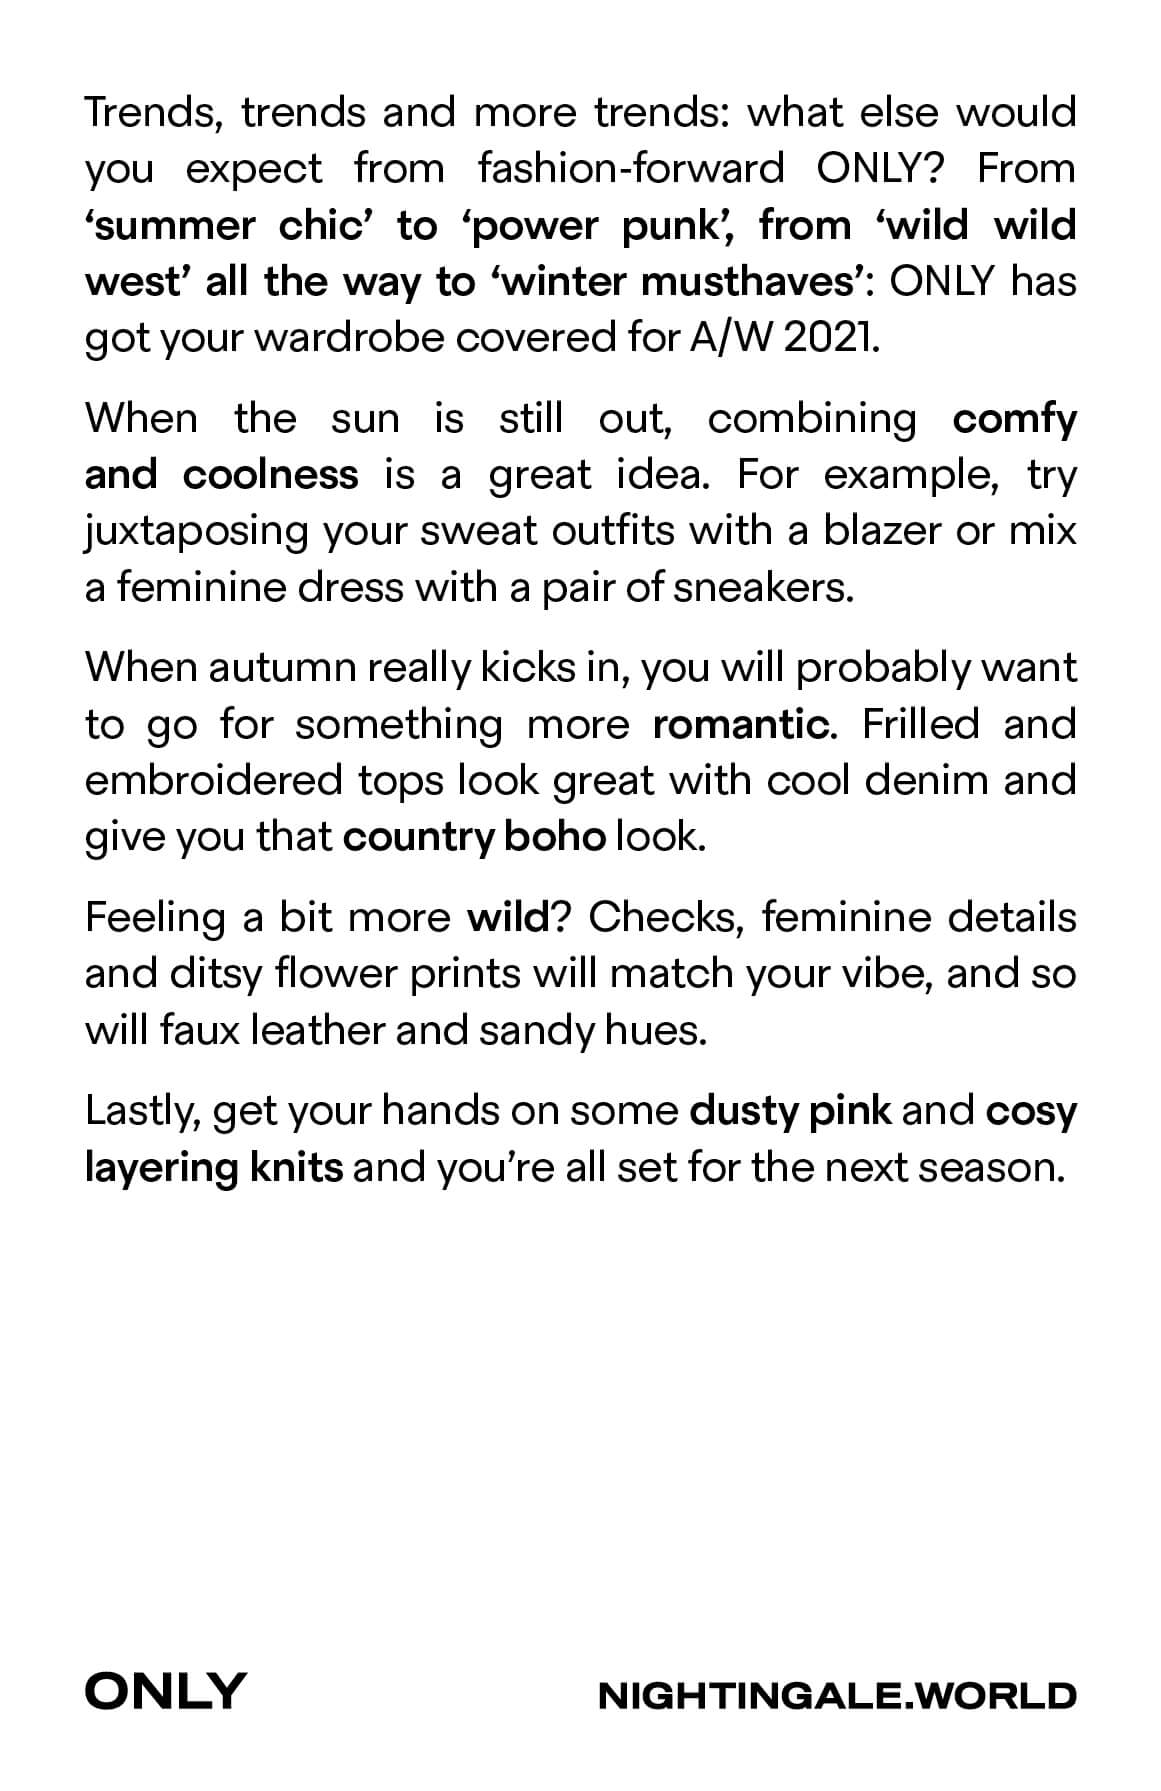 Trends, trends and more trends: what else would
you expect from fashion-forward ONLY? From
‘summer chic’ to ‘power punk’, from ‘wild wild
west’ all the way to ‘winter musthaves’: ONLY has
got your wardrobe covered for A/W 2021.
When the sun is still out, combining comfy
and coolness is a great idea. For example, try
juxtaposing your sweat outfits with a blazer or mix
a feminine dress with a pair of sneakers.
When autumn really kicks in, you will probably want
to go for something more romantic. Frilled and
embroidered tops look great with cool denim and
give you that country boho look.
Feeling a bit more wild? Checks, feminine details
and ditsy flower prints will match your vibe, and so
will faux leather and sandy hues.
Lastly, get your hands on some dusty pink and cosy
layering knits and you’re all set for the next season.
ONLY
NIGHTINGALE.WORLD